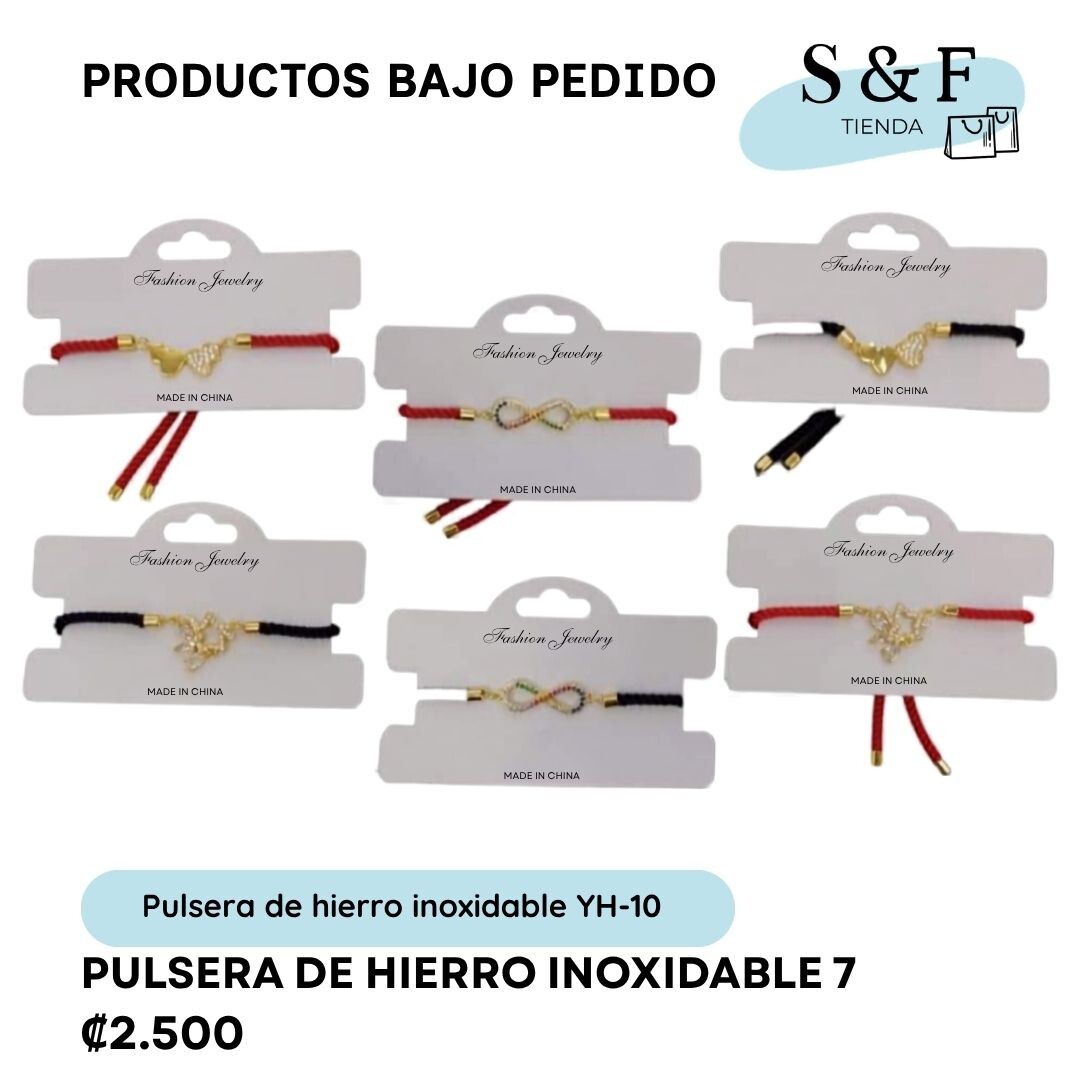 PRODUCTOS BAJO PEDIDO
S & F
TIENDA
Fashion Jewelry
MADE IN CHINA
Fashion Jewelry
MADE IN CHINA
Fashion Jewelry
MADE IN CHINA
Fashion Jewelry
MADE IN CHINA
Fashion Jewelry
MADE IN CHINA
Fashion Jewelry
MADE IN CHINA
Pulsera de hierro inoxidable YH-10
PULSERA DE HIERRO INOXIDABLE 7
₡2.500